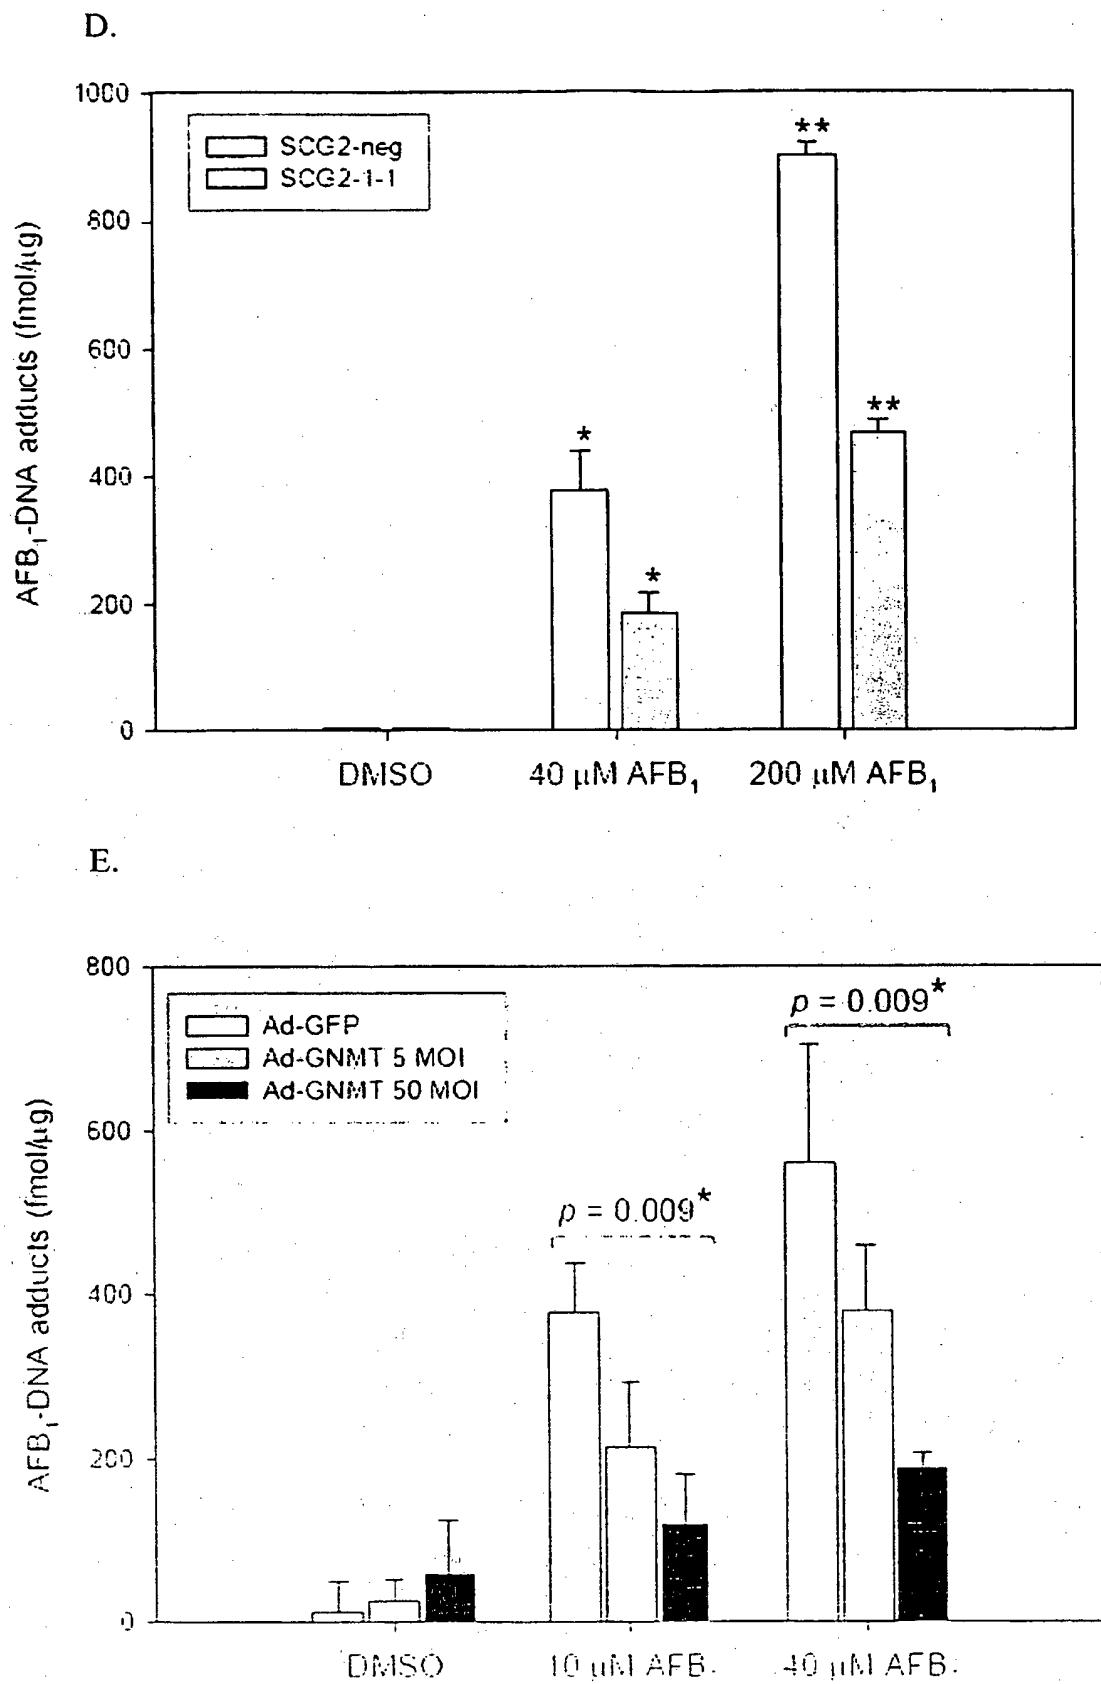 D.
AFB₁-DNA adducts (fmol/μg)
1000
800
600
400
200
0
SCG2-neg
SCG2-1-1
*
*
**
**
DMSO
40 μM AFB₁
200 μM AFB₁
E.
AFB₁-DNA adducts (fmol/μg)
800
600
400
200
0
Ad-GFP
Ad-GNMT 5 MOI
Ad-GNMT 50 MOI
p = 0.009*
p = 0.009*
DMSO
10 μM AFB.
40 μM AFB.